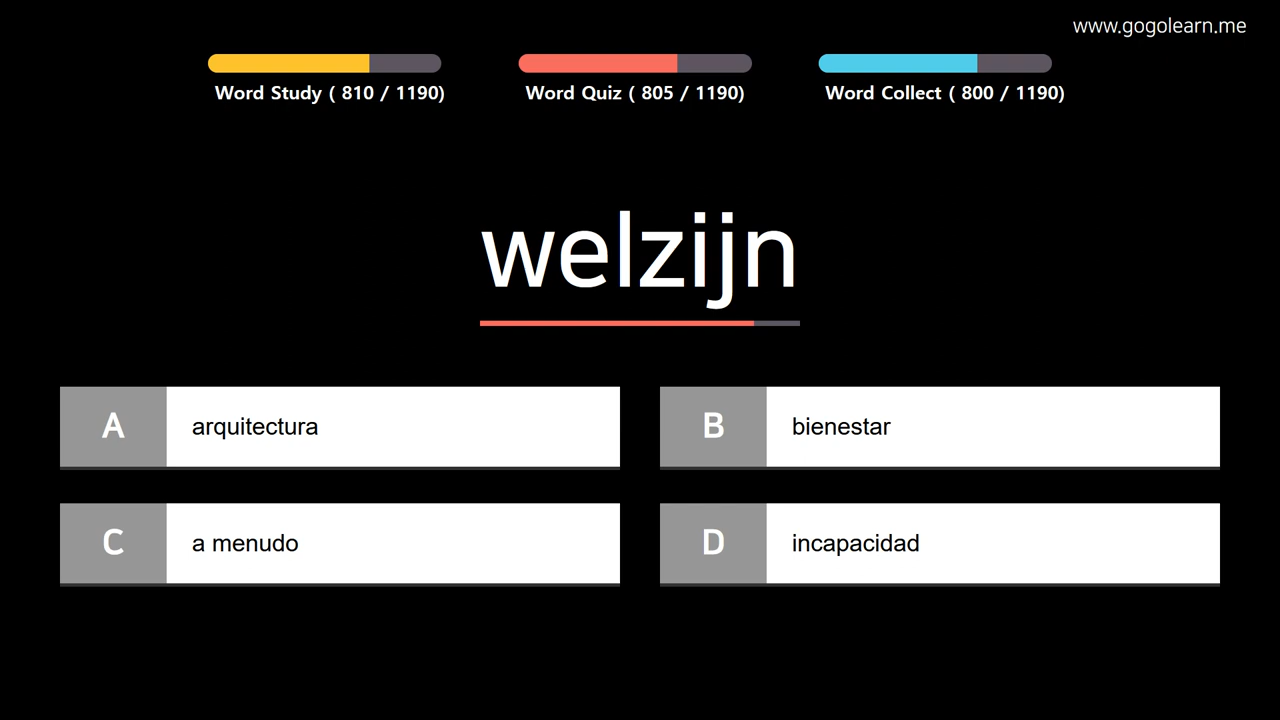 www.gogolearn.me
Word Study ( 810 / 1190)
Word Quiz ( 805 / 1190)
Word Collect ( 800 / 1190)
welzijn
A arquitectura
B bienestar
C a menudo
D incapacidad